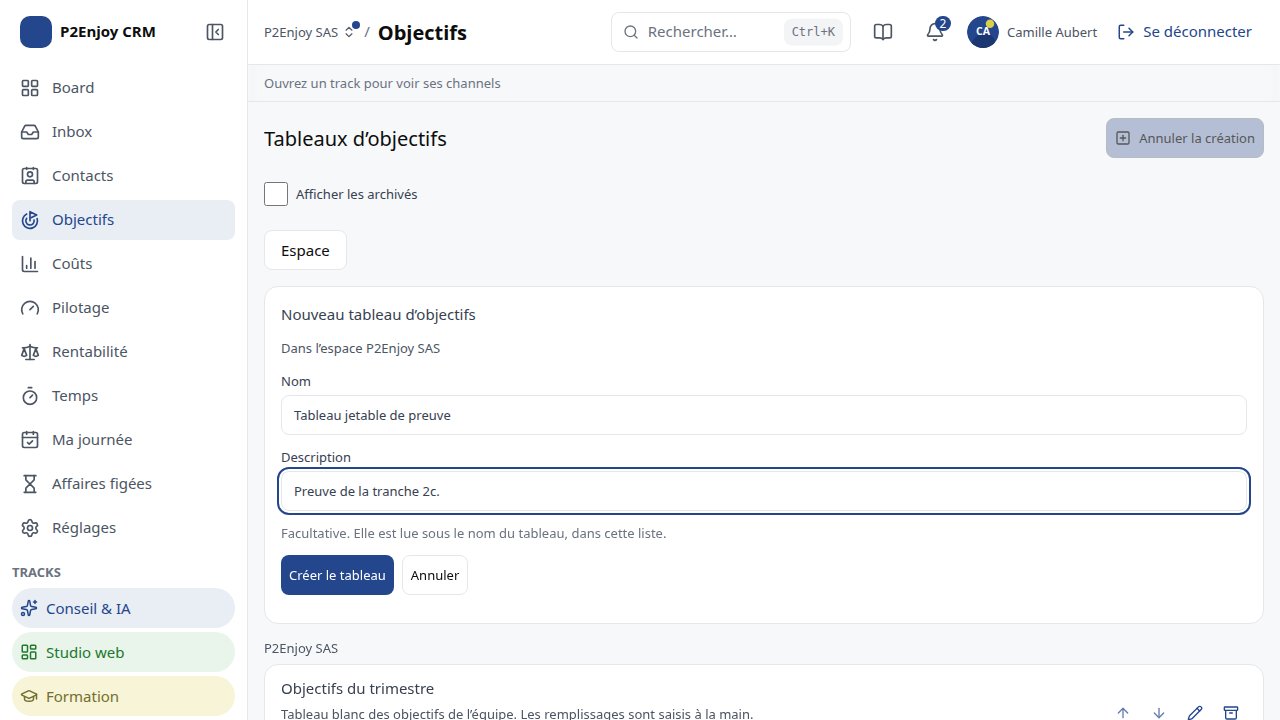 P2Enjoy CRM
P2Enjoy SAS / Objectifs
Rechercher... Ctrl+K
2
CA Camille Aubert
Se déconnecter
Board
Inbox
Contacts
Objectifs
Coûts
Pilotage
Rentabilité
Temps
Ma journée
Affaires figées
Réglages
TRACKS
Conseil & IA
Studio web
Formation
Ouvrez un track pour voir ses channels
Tableaux d’objectifs
Annuler la création
Afficher les archivés
Espace
Nouveau tableau d’objectifs
Dans l’espace P2Enjoy SAS
Nom
Tableau jetable de preuve
Description
Preuve de la tranche 2c.
Facultative. Elle est lue sous le nom du tableau, dans cette liste.
Créer le tableau Annuler
P2Enjoy SAS
Objectifs du trimestre
Tableau blanc des objectifs de l’équipe. Les remplissages sont saisis à la main.